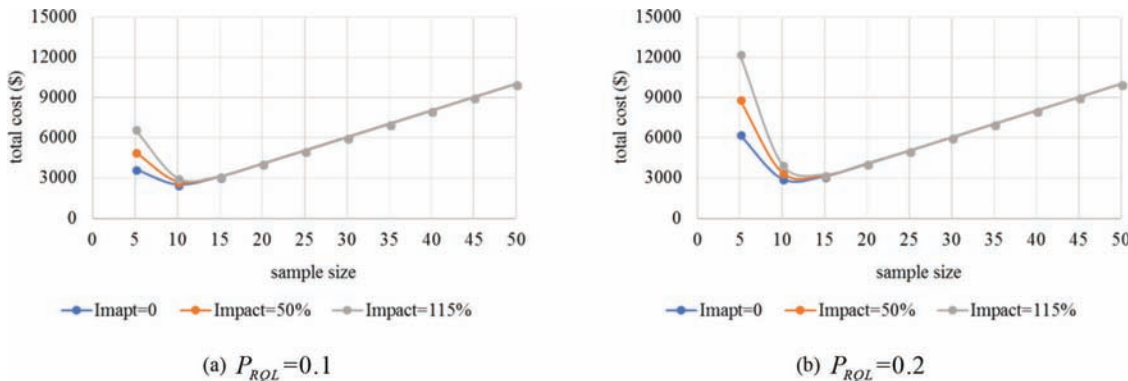 15000
12000
9000
6000
3000
0
total cost ($)
0 5 10 15 20 25 30 35 40 45 50
sample size
Imapt=0 Impact=50% Impact=115%
(a) P_RQL=0.1
15000
12000
9000
6000
3000
0
total cost ($)
0 5 10 15 20 25 30 35 40 45 50
sample size
Imapt=0 Impact=50% Impact=115%
(b) P_RQL=0.2